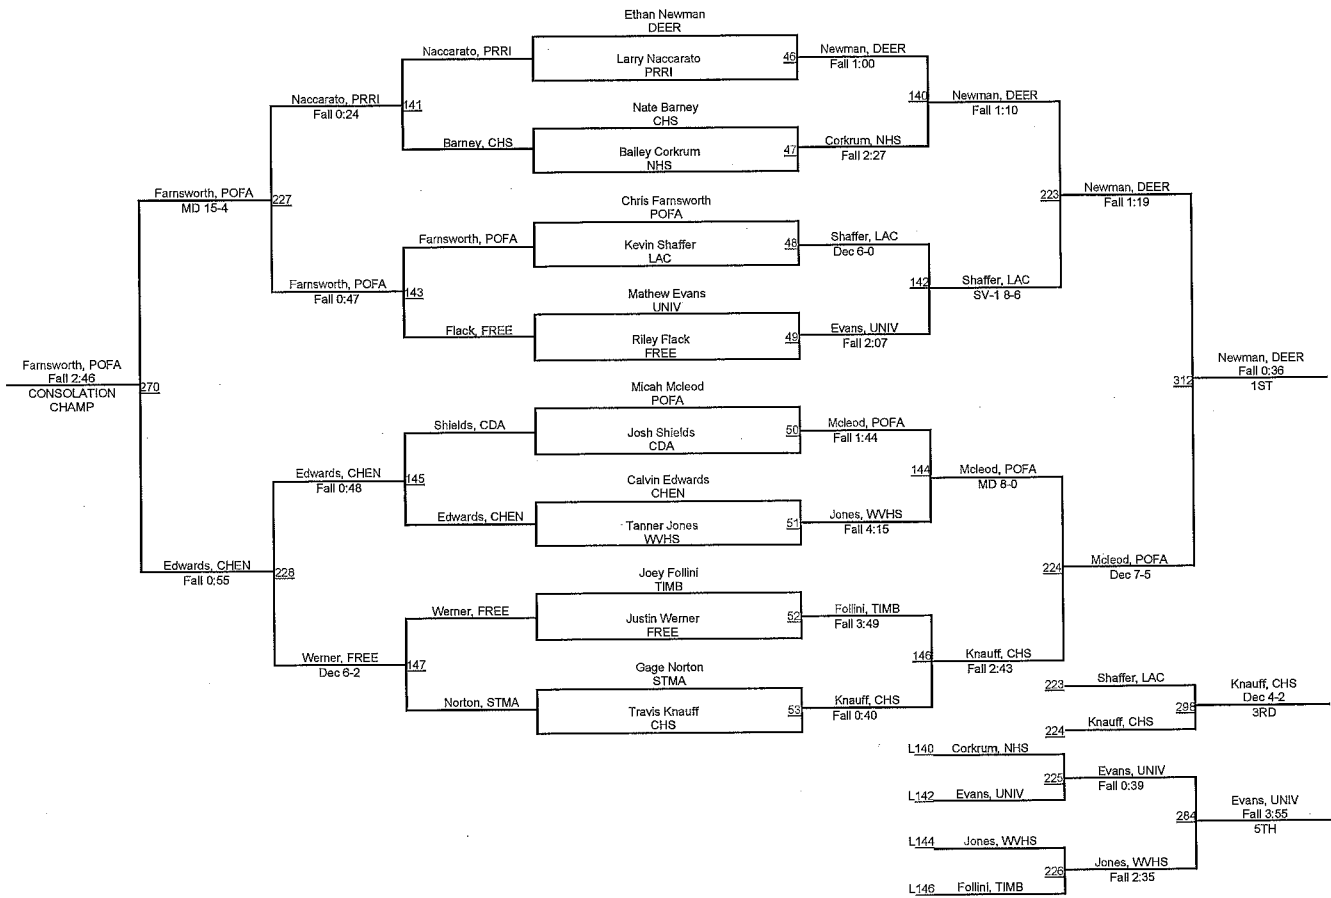 Ethan Newman
DEER
Naccarato, PRRI
Larry Naccarato
PRRI
46
Newman, DEER
Fall 1:00
Naccarato, PRRI
Fall 0:24
141
140
Newman, DEER
Fall 1:10
Nate Barney
CHS
Barney, CHS
Bailey Corkrum
NHS
47
Corkrum, NHS
Fall 2:27
Farnsworth, POFA
MD 15-4
227
223
Newman, DEER
Fall 1:19
Chris Farnsworth
POFA
Farnsworth, POFA
Kevin Shaffer
LAC
48
Shaffer, LAC
Dec 6-0
Farnsworth, POFA
Fall 0:47
143
142
Shaffer, LAC
SV-1 8-6
Mathew Evans
UNIV
Flack, FREE
Riley Flack
FREE
49
Evans, UNIV
Fall 2:07
Farnsworth, POFA
Fall 2:46
CONSOLATION
CHAMP
270
312
Newman, DEER
Fall 0:36
1ST
Micah Mcleod
POFA
Shields, CDA
Josh Shields
CDA
50
Mcleod, POFA
Fall 1:44
Edwards, CHEN
Fall 0:48
145
144
Mcleod, POFA
MD 8-0
Calvin Edwards
CHEN
Edwards, CHEN
Tanner Jones
WVHS
51
Jones, WVHS
Fall 4:15
Edwards, CHEN
Fall 0:55
228
224
Mcleod, POFA
Dec 7-5
Joey Follini
TIMB
Werner, FREE
Justin Werner
FREE
52
Follini, TIMB
Fall 3:49
Werner, FREE
Dec 6-2
147
146
Knauff, CHS
Fall 2:43
Gage Norton
STMA
Norton, STMA
Travis Knauff
CHS
53
Knauff, CHS
Fall 0:40
223
Shaffer, LAC
298
Knauff, CHS
Dec 4-2
3RD
224
Knauff, CHS
L140
Corkrum, NHS
225
Evans, UNIV
Fall 0:39
L142
Evans, UNIV
284
Evans, UNIV
Fall 3:55
5TH
L144
Jones, WVHS
226
Jones, WVHS
Fall 2:35
L146
Follini, TIMB